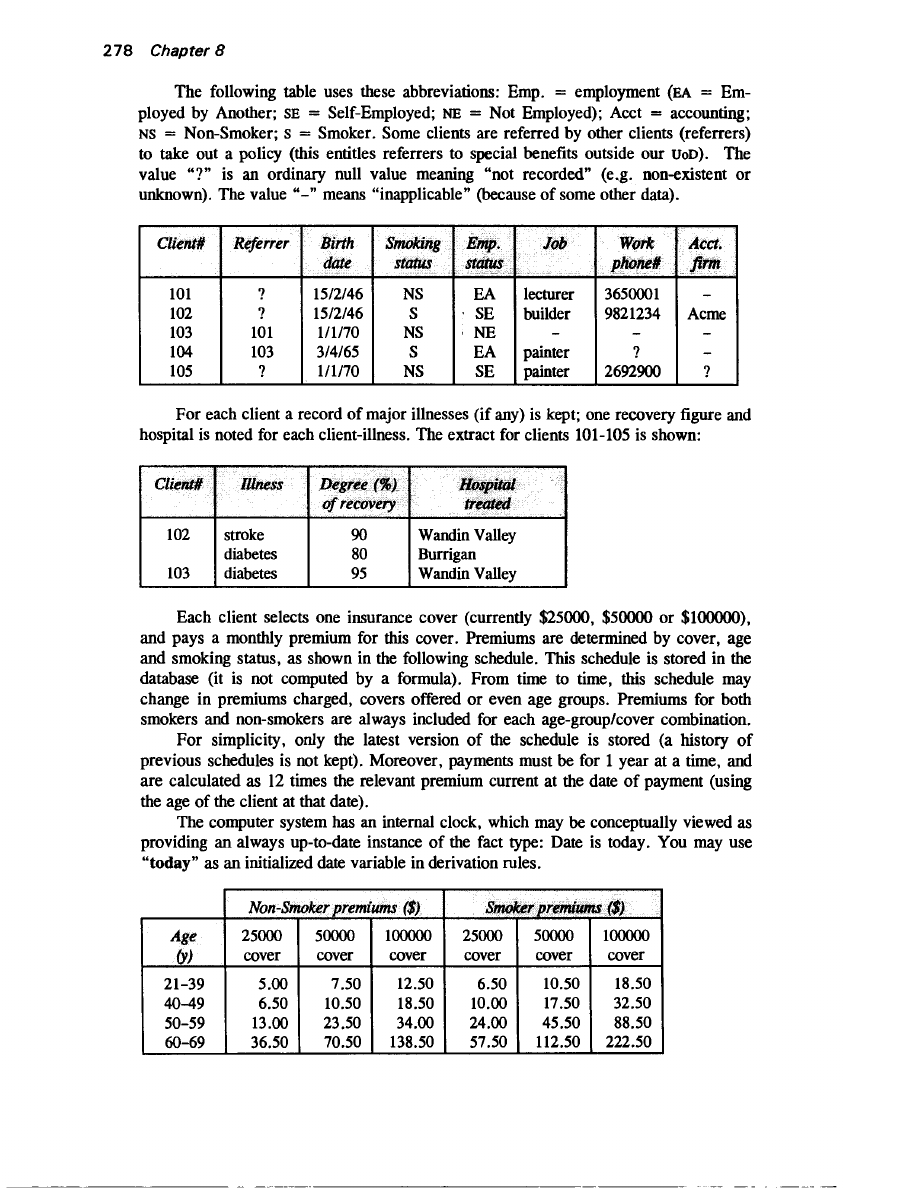 278 Chapter 8
The following table uses these abbreviations: Emp. = employment (EA = Em-
ployed by Another; SE = Self-Employed; NE = Not Employed); Acct = accounting;
NS = Non-Smoker; S = Smoker. Some clients are referred by other clients (referrers)
to take out a policy (this entitles referrers to special benefits outside our UoD). The
value “?” is an ordinary null value meaning “not recorded” (e.g. non-existent or
unknown). The value “–” means “inapplicable” (because of some other data).
Client# Referrer Birth Smoking Emp. Job Work Acct.
date status status phone# firm
101 ? 15/2/46 NS EA lecturer 3650001 –
102 ? 15/2/46 S SE builder 9821234 Acme
103 101 1/1/70 NS NE – – –
104 103 3/4/65 S EA painter ? –
105 ? 1/1/70 NS SE painter 2692900 ?
For each client a record of major illnesses (if any) is kept; one recovery figure and
hospital is noted for each client-illness. The extract for clients 101-105 is shown:
Client# Illness Degree (%) Hospital
of recovery treated
102 stroke 90 Wandin Valley
diabetes 80 Burrigan
103 diabetes 95 Wandin Valley
Each client selects one insurance cover (currently $25000, $50000 or $100000),
and pays a monthly premium for this cover. Premiums are determined by cover, age
and smoking status, as shown in the following schedule. This schedule is stored in the
database (it is not computed by a formula). From time to time, this schedule may
change in premiums charged, covers offered or even age groups. Premiums for both
smokers and non-smokers are always included for each age-group/cover combination.
For simplicity, only the latest version of the schedule is stored (a history of
previous schedules is not kept). Moreover, payments must be for 1 year at a time, and
are calculated as 12 times the relevant premium current at the date of payment (using
the age of the client at that date).
The computer system has an internal clock, which may be conceptually viewed as
providing an always up-to-date instance of the fact type: Date is today. You may use
“today” as an initialized date variable in derivation rules.
Non-Smoker premiums ($) Smoker premiums ($)
Age 25000 50000 100000 25000 50000 100000
(y) cover cover cover cover cover cover
21–39 5.00 7.50 12.50 6.50 10.50 18.50
40–49 6.50 10.50 18.50 10.00 17.50 32.50
50–59 13.00 23.50 34.00 24.00 45.50 88.50
60–69 36.50 70.50 138.50 57.50 112.50 222.50